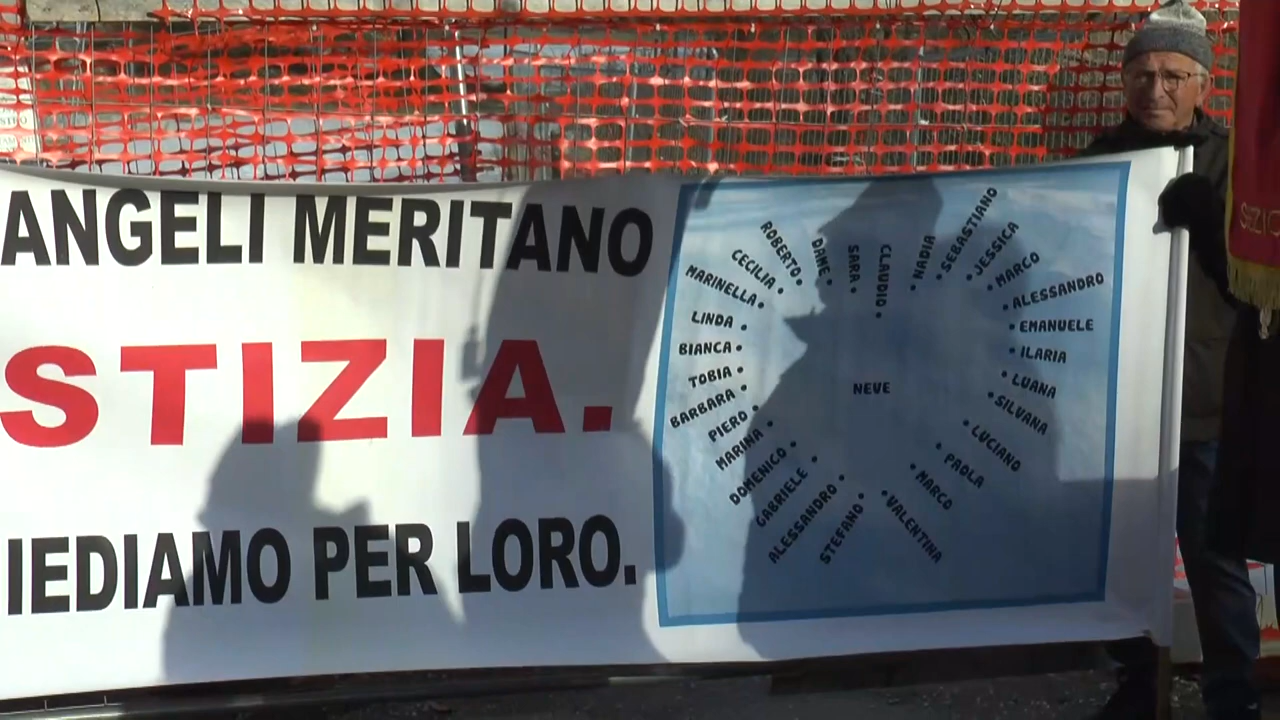 ANGELI MERITANO
STIZIA.
IEDIAMO PER LORO.
CLAUDIO
NADIA
SEBASTIANO
JESSICA
MARCO
ALESSANDRO
EMANUELE
ILARIA
LUANA
SILVANA
LUCIANO
PAOLA
MARCO
VALENTINA
STEFANO
ALESSANDRO
GABRIELE
DOMENICO
MARINA
PIERO
BARBARA
TOBIA
BIANCA
LINDA
MARINELLA
CECILIA
ROBERTO
SARA
NEVE
SEZIO